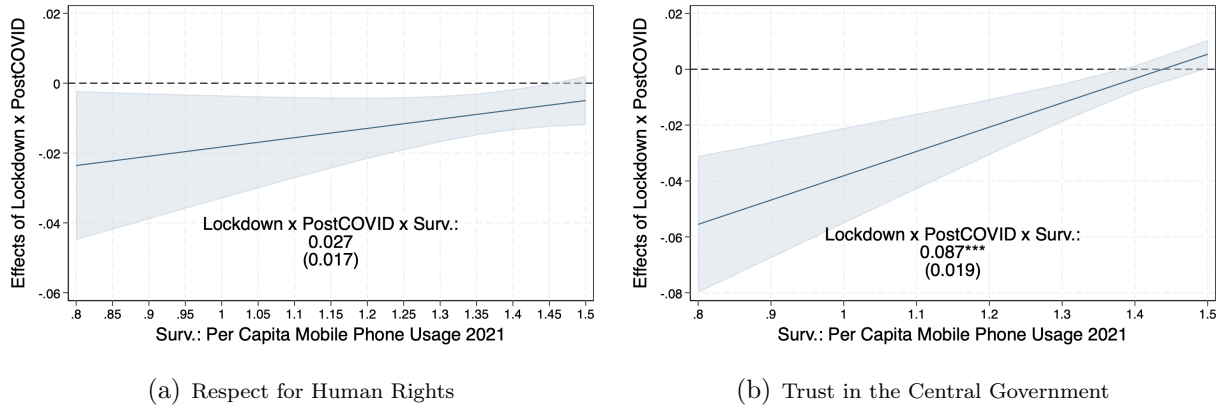 Effects of Lockdown x PostCOVID
.02
0
-.02
-.04
-.06
Lockdown x PostCOVID x Surv.:
0.027
(0.017)
.8 .85 .9 .95 1 1.05 1.1 1.15 1.2 1.25 1.3 1.35 1.4 1.45 1.5
Surv.: Per Capita Mobile Phone Usage 2021
(a) Respect for Human Rights
Effects of Lockdown x PostCOVID
.02
0
-.02
-.04
-.06
-.08
Lockdown x PostCOVID x Surv.:
0.087***
(0.019)
.8 .9 1 1.1 1.2 1.3 1.4 1.5
Surv.: Per Capita Mobile Phone Usage 2021
(b) Trust in the Central Government